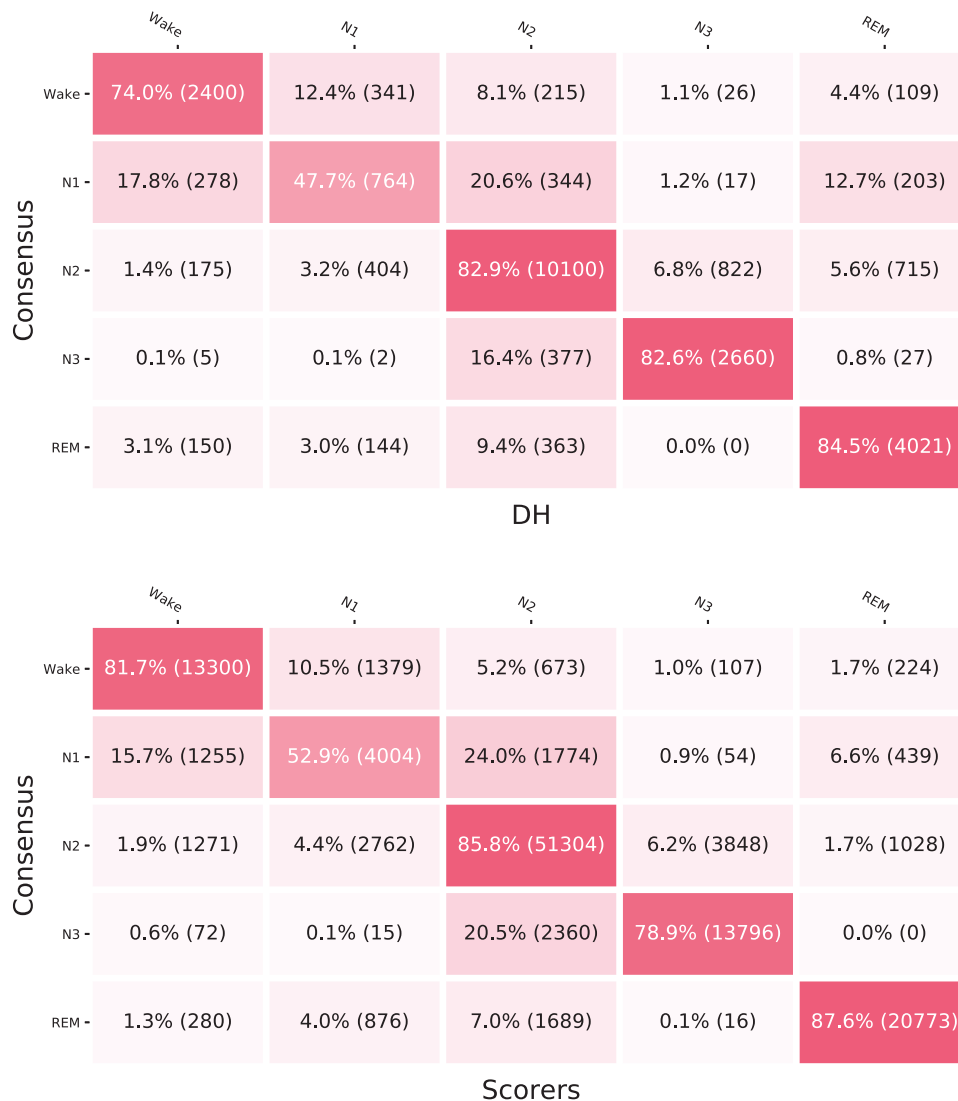 Wake N1 N2 N3 REM
Wake 74.0% (2400) 12.4% (341) 8.1% (215) 1.1% (26) 4.4% (109)
N1 17.8% (278) 47.7% (764) 20.6% (344) 1.2% (17) 12.7% (203)
N2 1.4% (175) 3.2% (404) 82.9% (10100) 6.8% (822) 5.6% (715)
N3 0.1% (5) 0.1% (2) 16.4% (377) 82.6% (2660) 0.8% (27)
REM 3.1% (150) 3.0% (144) 9.4% (363) 0.0% (0) 84.5% (4021)
Consensus
DH
Wake N1 N2 N3 REM
Wake 81.7% (13300) 10.5% (1379) 5.2% (673) 1.0% (107) 1.7% (224)
N1 15.7% (1255) 52.9% (4004) 24.0% (1774) 0.9% (54) 6.6% (439)
N2 1.9% (1271) 4.4% (2762) 85.8% (51304) 6.2% (3848) 1.7% (1028)
N3 0.6% (72) 0.1% (15) 20.5% (2360) 78.9% (13796) 0.0% (0)
REM 1.3% (280) 4.0% (876) 7.0% (1689) 0.1% (16) 87.6% (20773)
Consensus
Scorers